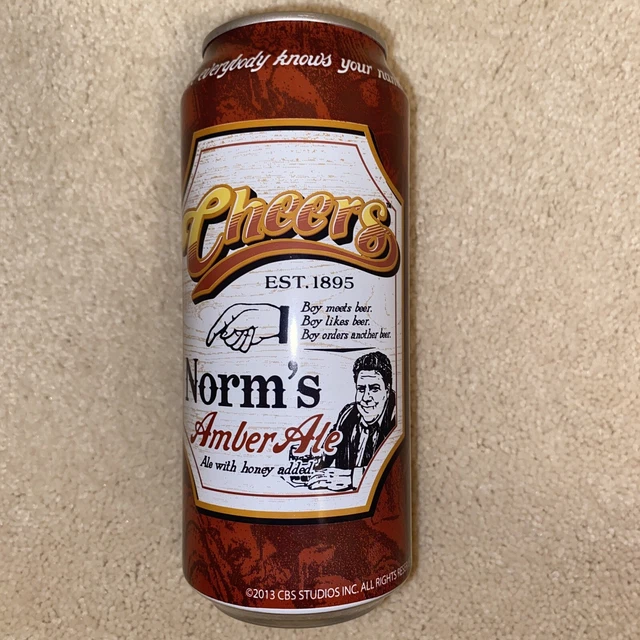 everybody knows your
Cheers
EST. 1895
Boy meets beer.
Boy likes beer.
Boy orders another beer.
Norm's
Amber Ale
Ale with honey added!
©2013 CBS STUDIOS INC. ALL RIGHTS